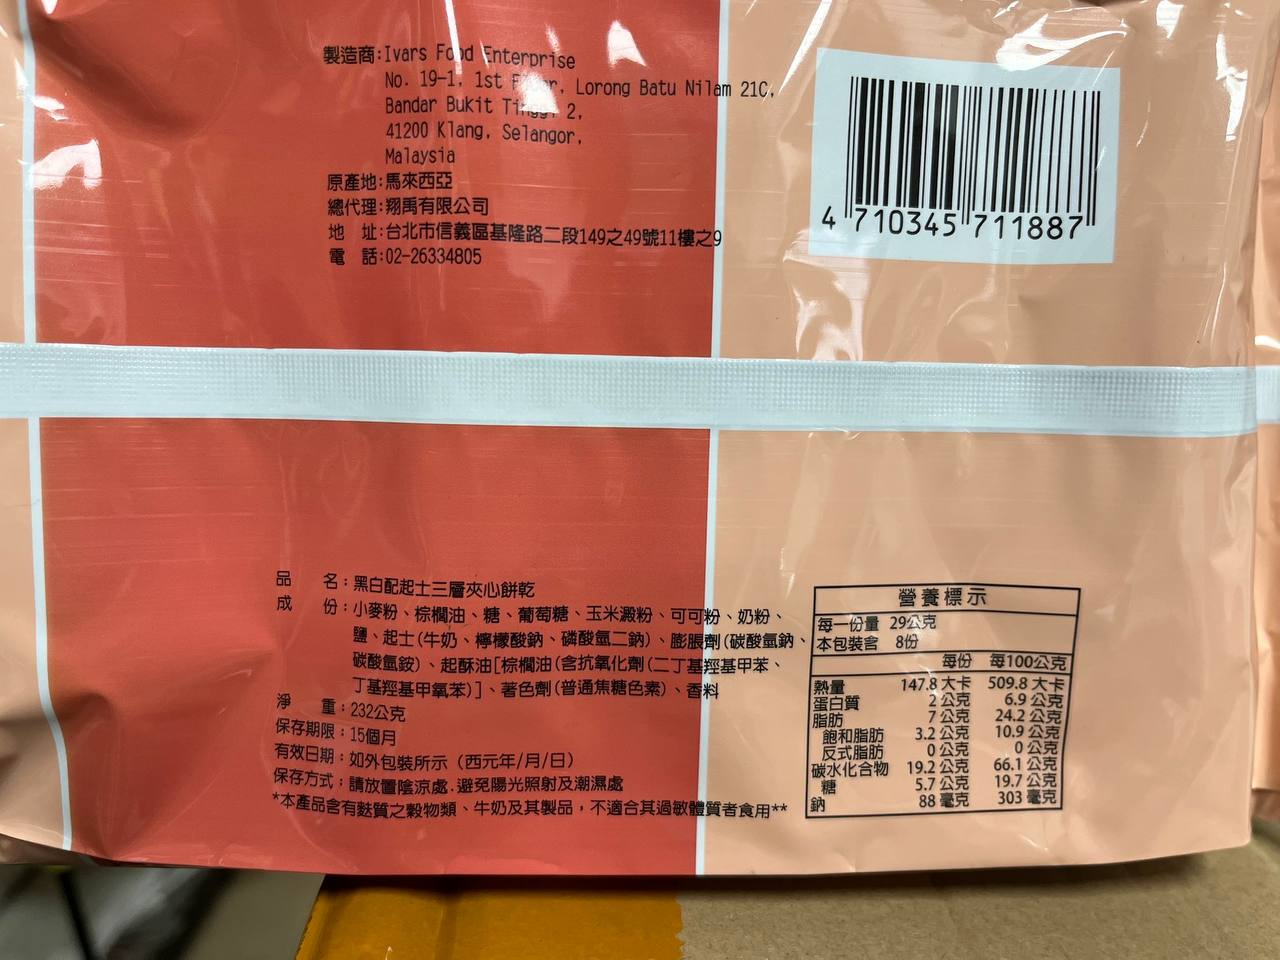 製造商:Ivars Food Enterprise
No. 19-1, 1st Floor, Lorong Batu Nilam 21C,
Bandar Bukit Tinggi 2,
41200 Klang, Selangor,
Malaysia
原產地:馬來西亞
總代理:翔禹有限公司
地 址:台北市信義區基隆路二段149之49號11樓之9
電 話:02-26334805
4 710345 711887
品 名:黑白配起士三層夾心餅乾
成 份:小麥粉、棕櫚油、糖、葡萄糖、玉米澱粉、可可粉、奶粉、
鹽、起士(牛奶、檸檬酸鈉、磷酸氫二鈉)、膨脹劑(碳酸氫鈉、
碳酸氫銨)、起酥油[棕櫚油(含抗氧化劑(二丁基羥基甲苯、
丁基羥基甲氧苯)]、著色劑(普通焦糖色素)、香料
淨 重:232公克
保存期限:15個月
有效日期:如外包裝所示(西元年/月/日)
保存方式:請放置陰涼處.避免陽光照射及潮濕處
*本產品含有麩質之穀物類、牛奶及其製品,不適合其過敏體質者食用**
營養標示
每一份量 29公克
本包裝含 8份
每份 每100公克
熱量 147.8 大卡 509.8 大卡
蛋白質 2 公克 6.9 公克
脂肪 7 公克 24.2 公克
飽和脂肪 3.2 公克 10.9 公克
反式脂肪 0 公克 0 公克
碳水化合物 19.2 公克 66.1 公克
糖 5.7 公克 19.7 公克
鈉 88 毫克 303 毫克